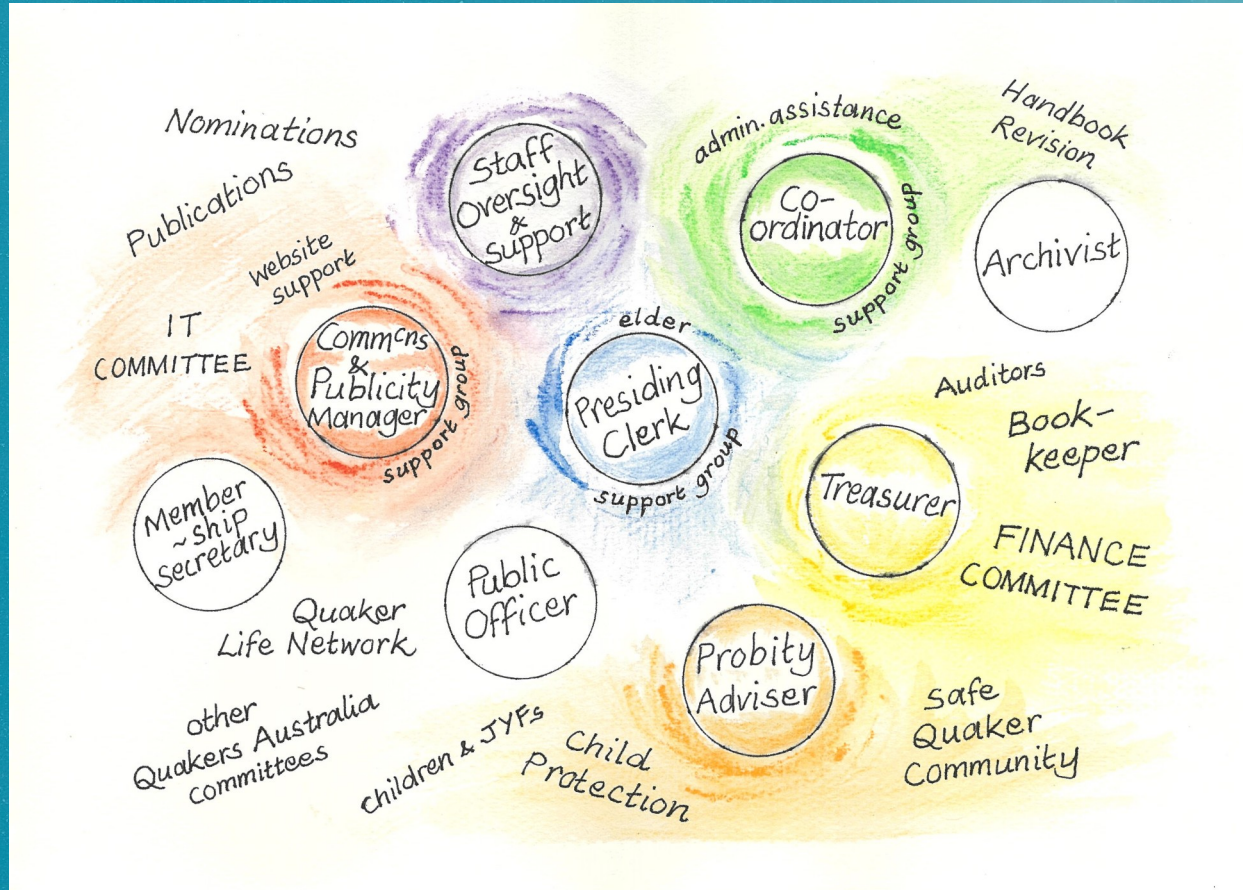 Nominations
Publications
Website
support
IT
COMMITTEE
Commcns
&
Publicity
Manager
support group
Staff
Oversight
&
Support
admin. assistance
Co-
ordinator
support group
Handbook
Revision
Archivist
elder
Presiding
Clerk
support group
Auditors
Book-
keeper
Treasurer
FINANCE
COMMITTEE
Member
~ship
Secretary
Public
Officer
Quaker
Life Network
other
Quakers Australia
committees
children & JYFs
Child
Protection
Probity
Adviser
Safe
Quaker
Community